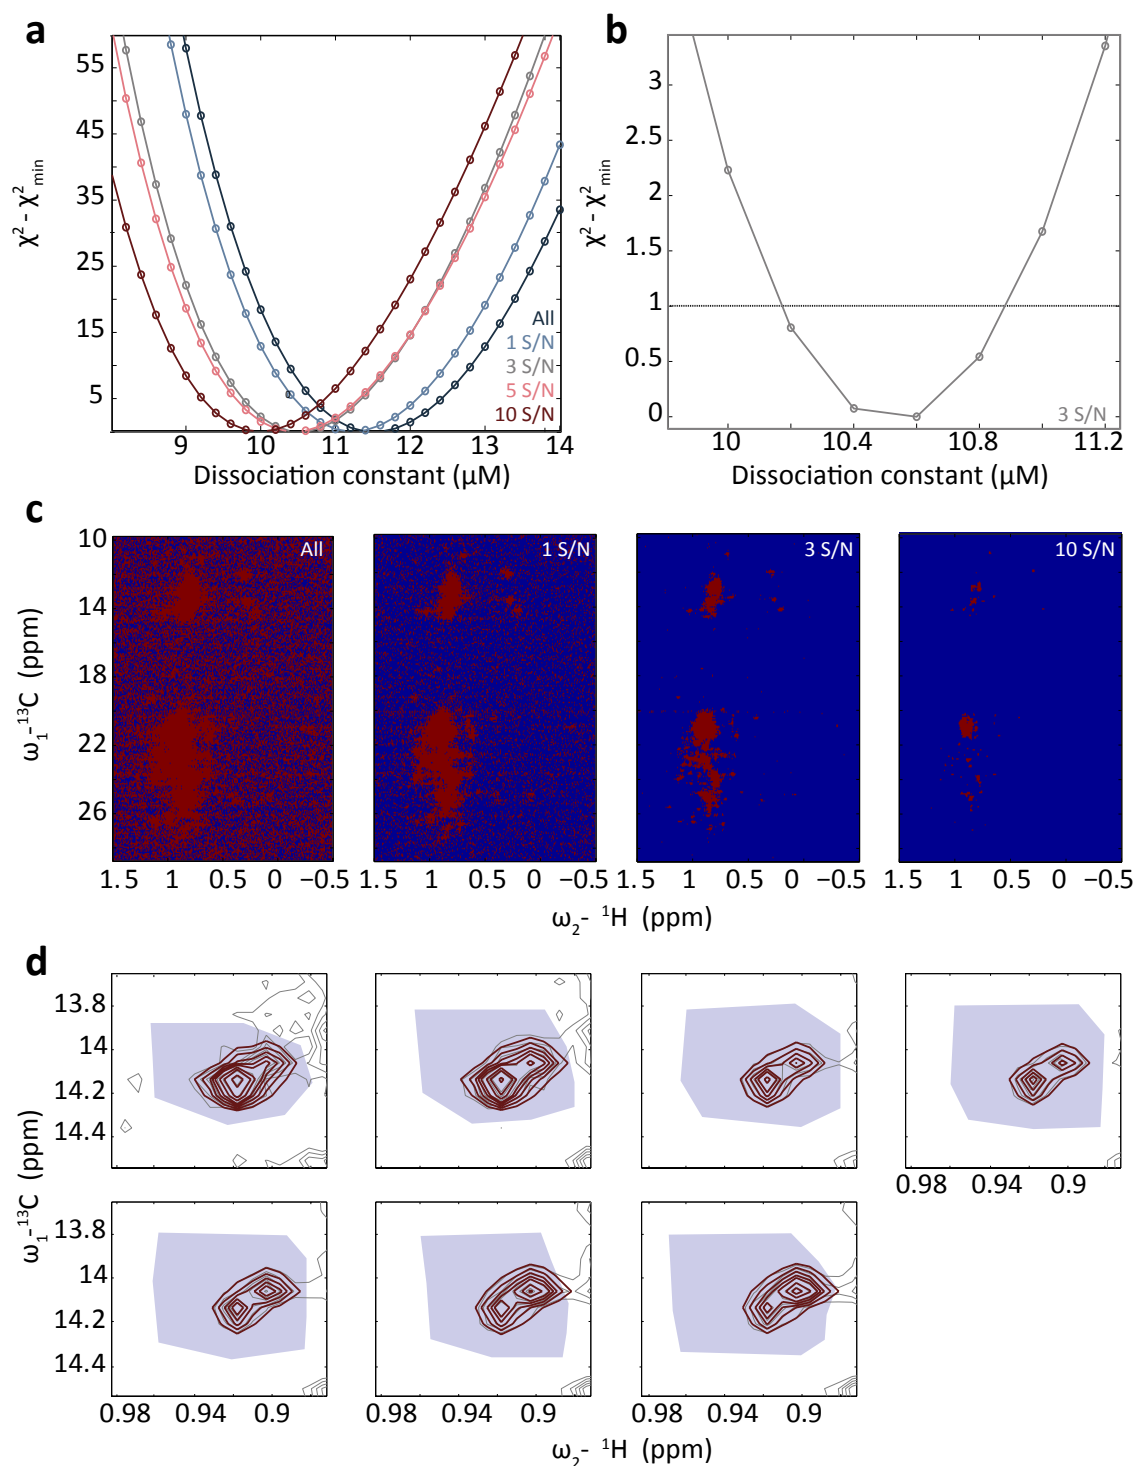 a
χ² - χ²min
55
45
35
25
15
5
9 10 11 12 13 14
Dissociation constant (μM)
All
1 S/N
3 S/N
5 S/N
10 S/N
b
χ² - χ²min
3
2
1
0.5
0
10 10.4 10.8 11.2
Dissociation constant (μM)
3 S/N
c
ω1-13C (ppm)
10
14
18
22
26
All
1 S/N
3 S/N
10 S/N
1.5 1 0.5 0 −0.5
1.5 1 0.5 0 −0.5
1.5 1 0.5 0 −0.5
1.5 1 0.5 0 −0.5
ω2- 1H (ppm)
d
ω1-13C (ppm)
13.8
14
14.2
14.4
0.98 0.94 0.9
13.8
14
14.2
14.4
0.98 0.94 0.9
0.98 0.94 0.9
0.98 0.94 0.9
ω2- 1H (ppm)